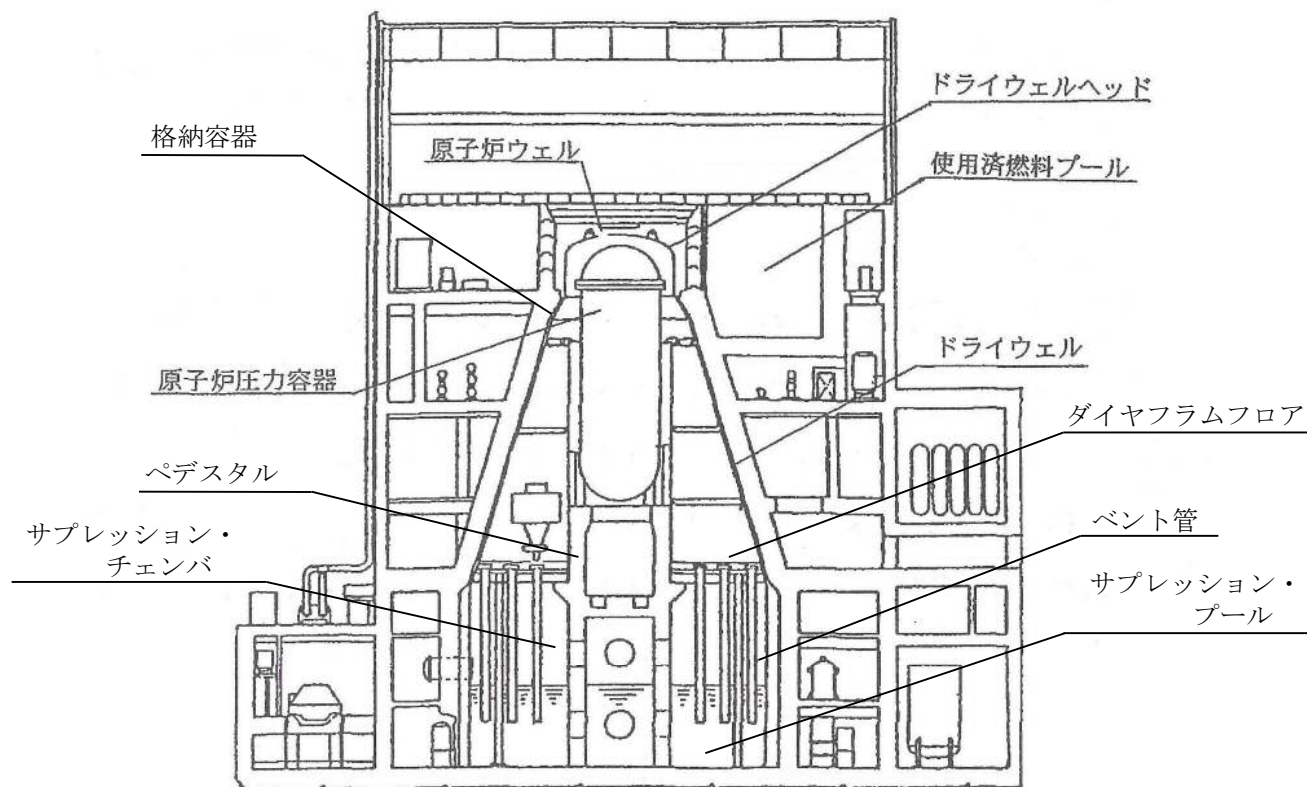 ドライウェルヘッド
格納容器
原子炉ウェル
使用済燃料プール
ドライウェル
原子炉圧力容器
ダイヤフラムフロア
ペデスタル
ベント管
サプレッション・
チェンバ
サプレッション・
プール